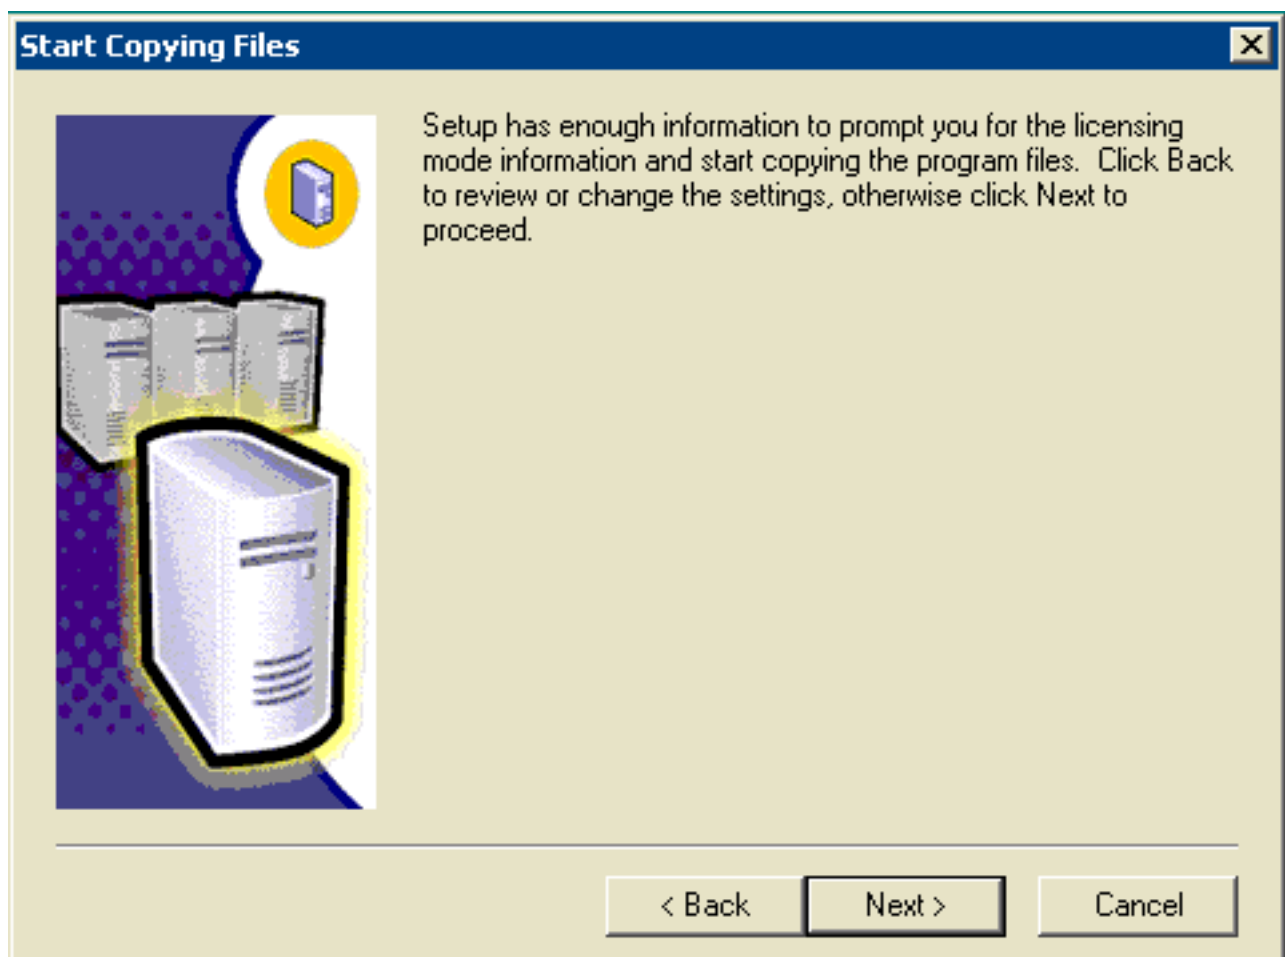 Start Copying Files
Setup has enough information to prompt you for the licensing
mode information and start copying the program files.  Click Back
to review or change the settings, otherwise click Next to
proceed.
< Back
Next >
Cancel